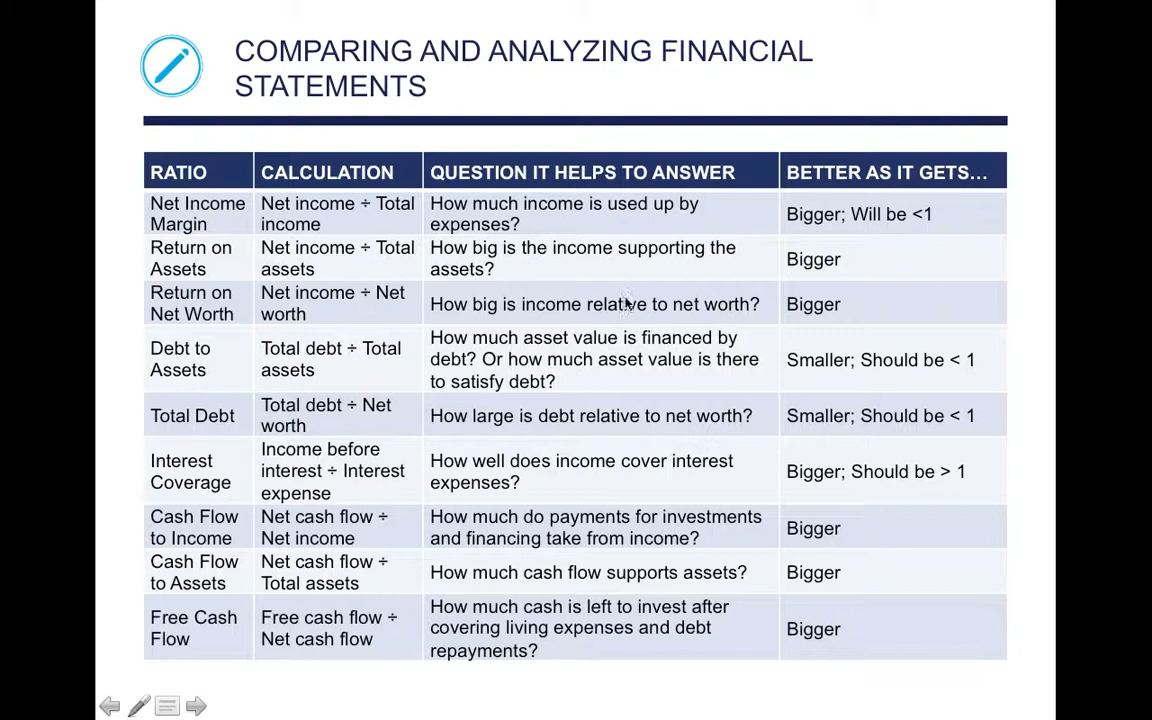 COMPARING AND ANALYZING FINANCIAL
STATEMENTS
RATIO CALCULATION QUESTION IT HELPS TO ANSWER BETTER AS IT GETS…
Net Income
Margin
Net income ÷ Total
income
How much income is used up by
expenses?
Bigger; Will be <1
Return on
Assets
Net income ÷ Total
assets
How big is the income supporting the
assets?
Bigger
Return on
Net Worth
Net income ÷ Net
worth
How big is income relative to net worth?
Bigger
Debt to
Assets
Total debt ÷ Total
assets
How much asset value is financed by
debt? Or how much asset value is there
to satisfy debt?
Smaller; Should be < 1
Total Debt
Total debt ÷ Net
worth
How large is debt relative to net worth?
Smaller; Should be < 1
Interest
Coverage
Income before
interest ÷ Interest
expense
How well does income cover interest
expenses?
Bigger; Should be > 1
Cash Flow
to Income
Net cash flow ÷
Net income
How much do payments for investments
and financing take from income?
Bigger
Cash Flow
to Assets
Net cash flow ÷
Total assets
How much cash flow supports assets?
Bigger
Free Cash
Flow
Free cash flow ÷
Net cash flow
How much cash is left to invest after
covering living expenses and debt
repayments?
Bigger